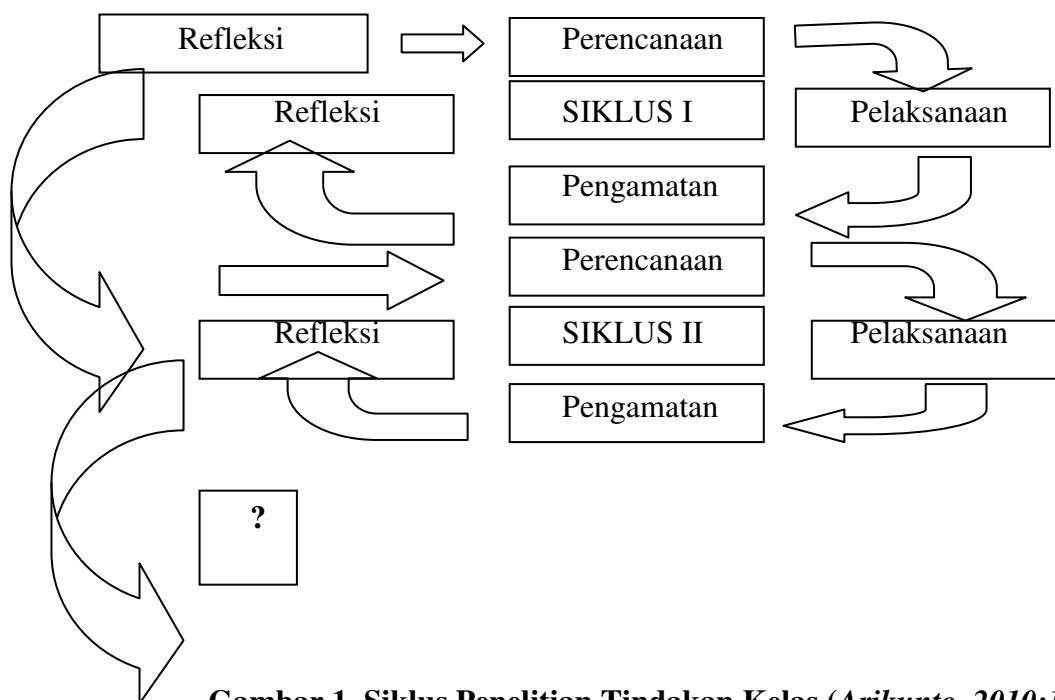 Refleksi Perencanaan
Refleksi SIKLUS I Pelaksanaan
Pengamatan
Perencanaan
Refleksi SIKLUS II Pelaksanaan
Pengamatan
?
Gambar 1. Siklus Penelitian Tindakan Kelas (Arikunto, 2010: